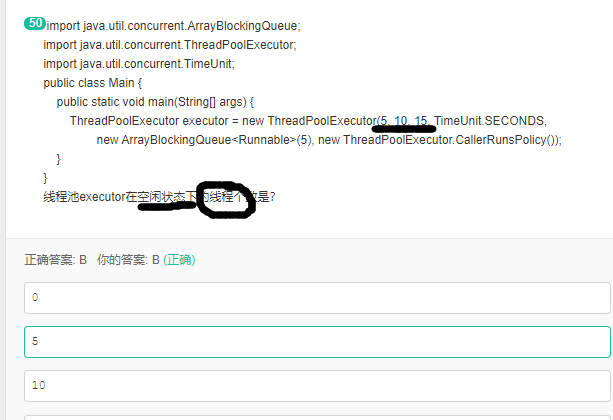 50 import java.util.concurrent.ArrayBlockingQueue;
import java.util.concurrent.ThreadPoolExecutor;
import java.util.concurrent.TimeUnit;
public class Main {
public static void main(String[] args) {
ThreadPoolExecutor executor = new ThreadPoolExecutor(5, 10, 15, TimeUnit.SECONDS,
new ArrayBlockingQueue<Runnable>(5), new ThreadPoolExecutor.CallerRunsPolicy());
}
}
线程池executor在空闲状态下的线程个数是?
正确答案: B 你的答案: B (正确)
0
5
10